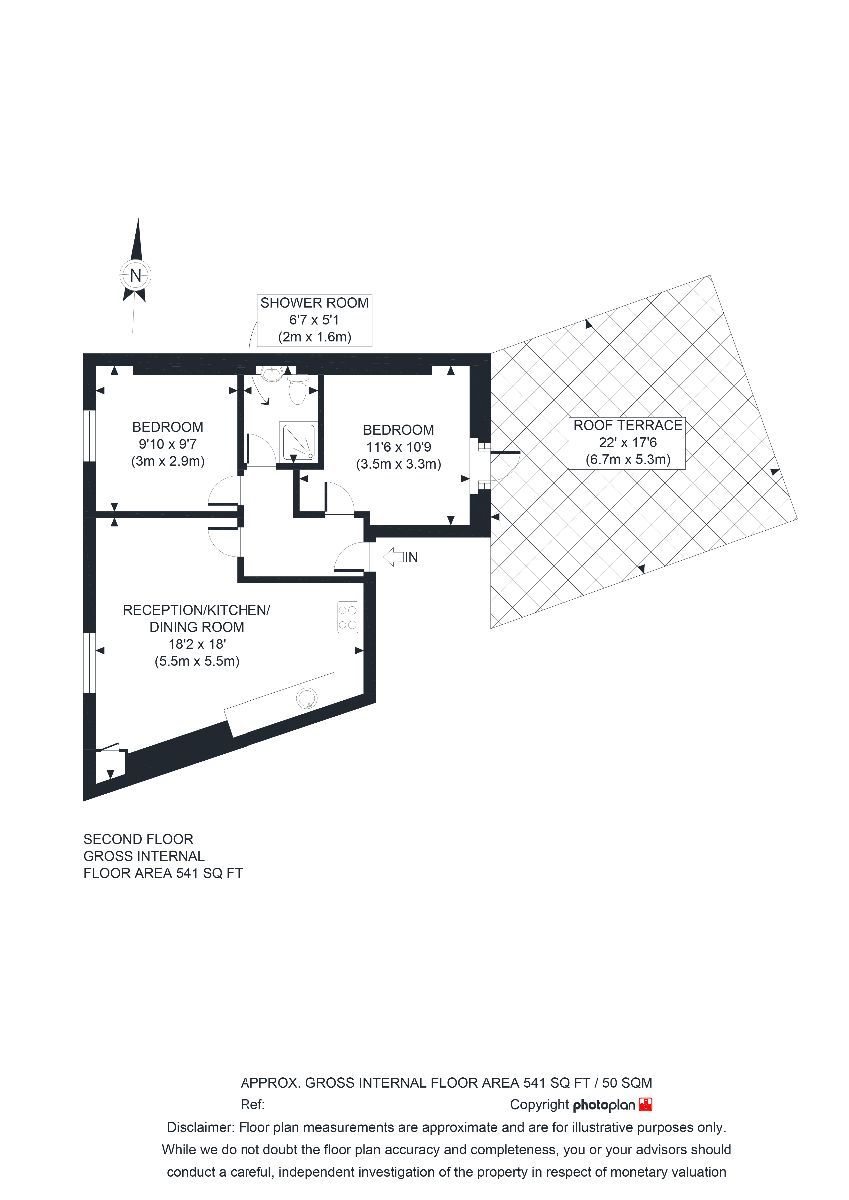 N
SHOWER ROOM
6'7 x 5'1
(2m x 1.6m)
BEDROOM
9'10 x 9'7
(3m x 2.9m)
BEDROOM
11'6 x 10'9
(3.5m x 3.3m)
ROOF TERRACE
22' x 17'6
(6.7m x 5.3m)
IN
RECEPTION/KITCHEN/
DINING ROOM
18'2 x 18'
(5.5m x 5.5m)
SECOND FLOOR
GROSS INTERNAL
FLOOR AREA 541 SQ FT
APPROX. GROSS INTERNAL FLOOR AREA 541 SQ FT / 50 SQM
Ref:
Copyright photoplan
Disclaimer: Floor plan measurements are approximate and are for illustrative purposes only.
While we do not doubt the floor plan accuracy and completeness, you or your advisors should
conduct a careful, independent investigation of the property in respect of monetary valuation